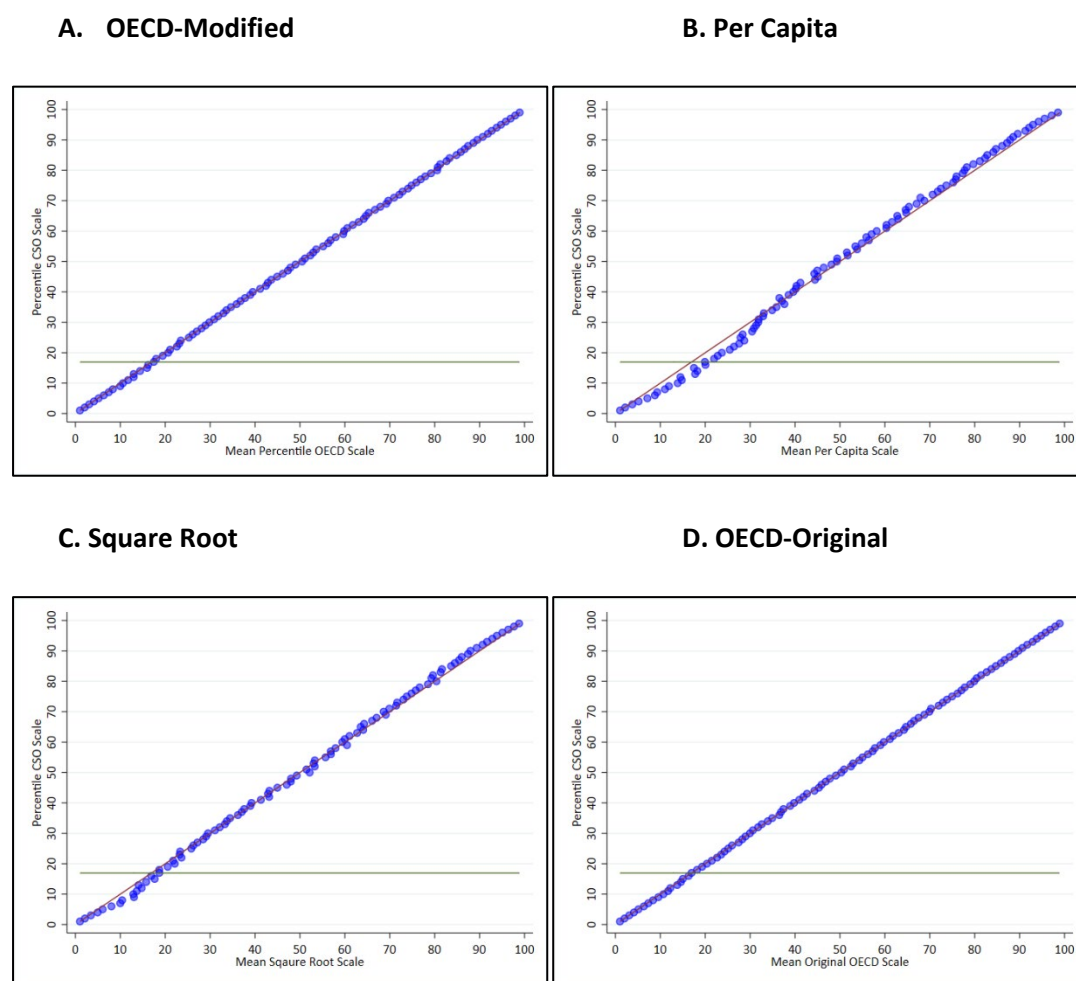 A. OECD-Modified
B. Per Capita
Percentile CSO Scale
0 10 20 30 40 50 60 70 80 90 100
0 10 20 30 40 50 60 70 80 90 100
Mean Percentile OECD Scale
Percentile CSO Scale
0 10 20 30 40 50 60 70 80 90 100
0 10 20 30 40 50 60 70 80 90 100
Mean Per Capita Scale
C. Square Root
D. OECD-Original
Percentile CSO Scale
0 10 20 30 40 50 60 70 80 90 100
0 10 20 30 40 50 60 70 80 90 100
Mean Sqaure Root Scale
Percentile CSO Scale
0 10 20 30 40 50 60 70 80 90 100
0 10 20 30 40 50 60 70 80 90 100
Mean Original OECD Scale